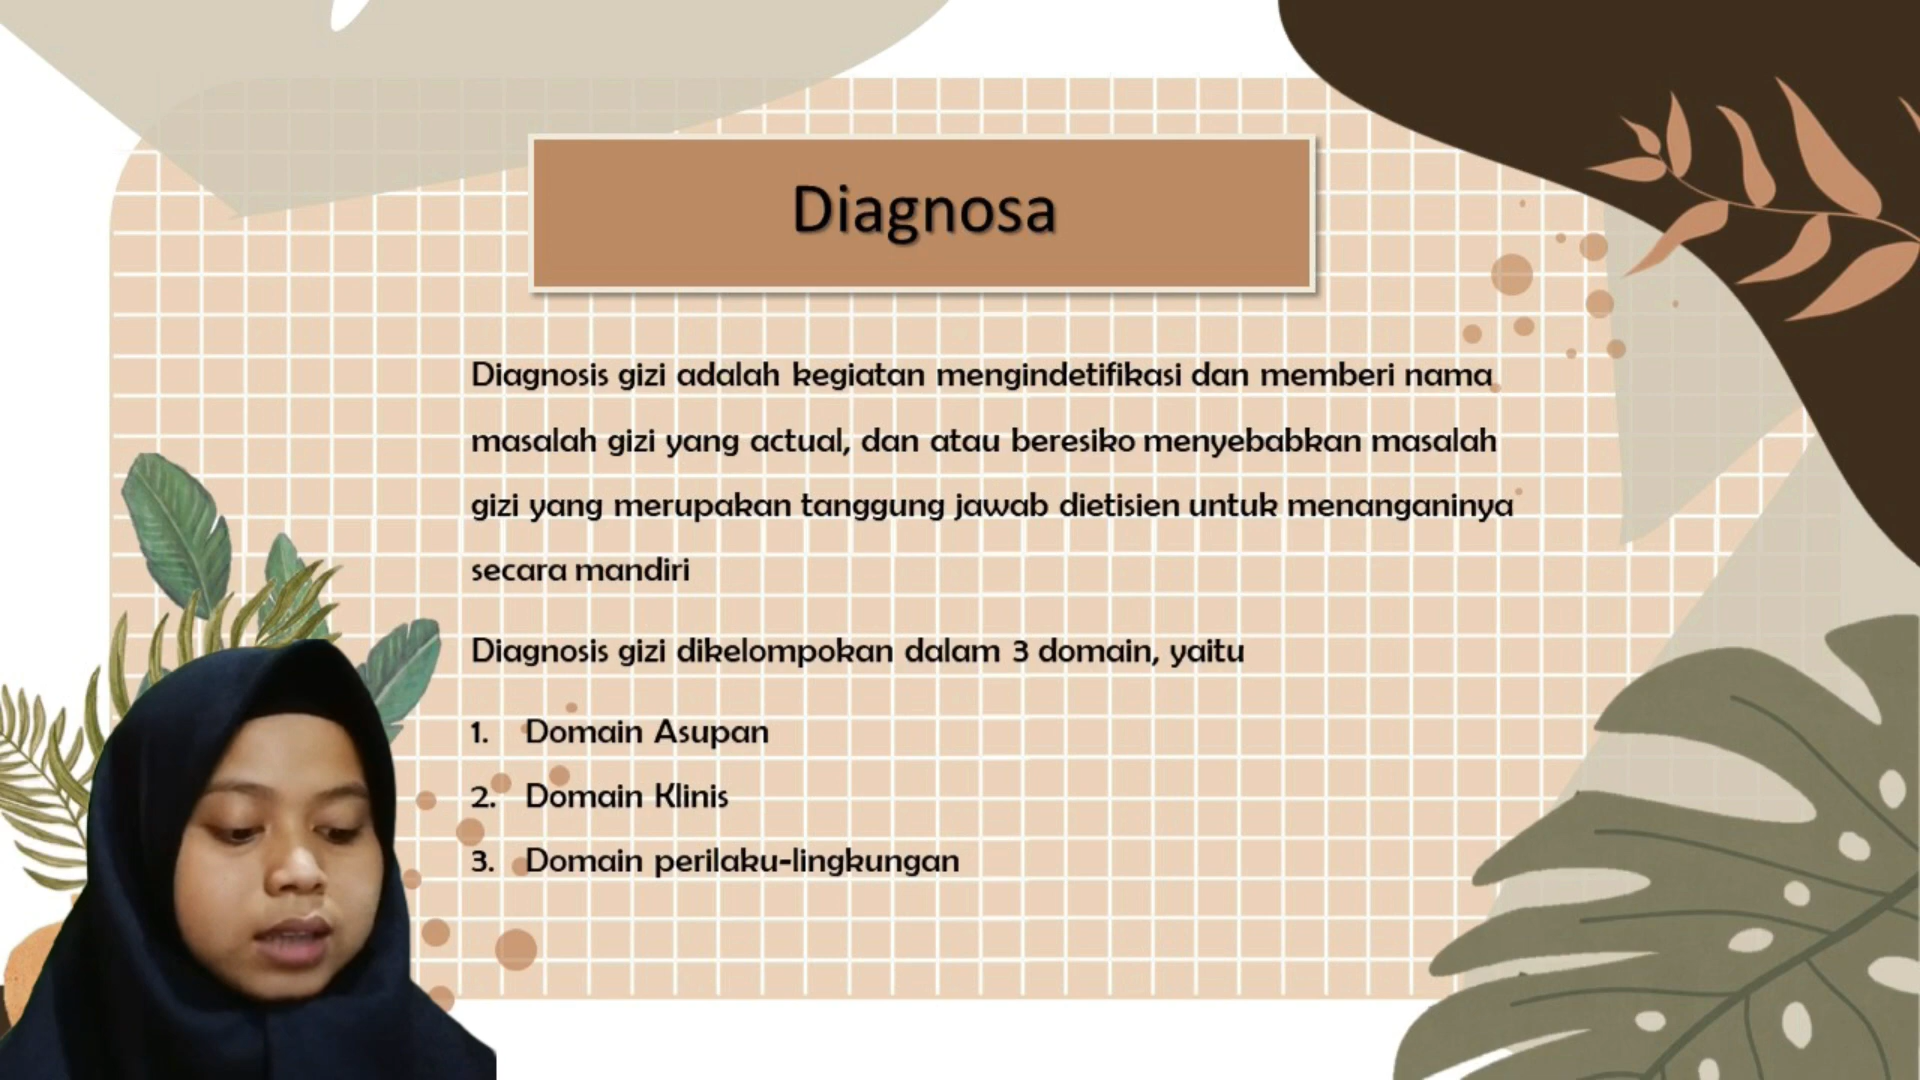 Diagnosa
Diagnosis gizi adalah kegiatan mengindetifikasi dan memberi nama
masalah gizi yang actual, dan atau beresiko menyebabkan masalah
gizi yang merupakan tanggung jawab dietisien untuk menanganinya
secara mandiri
Diagnosis gizi dikelompokan dalam 3 domain, yaitu
1. Domain Asupan
2. Domain Klinis
3. Domain perilaku-lingkungan